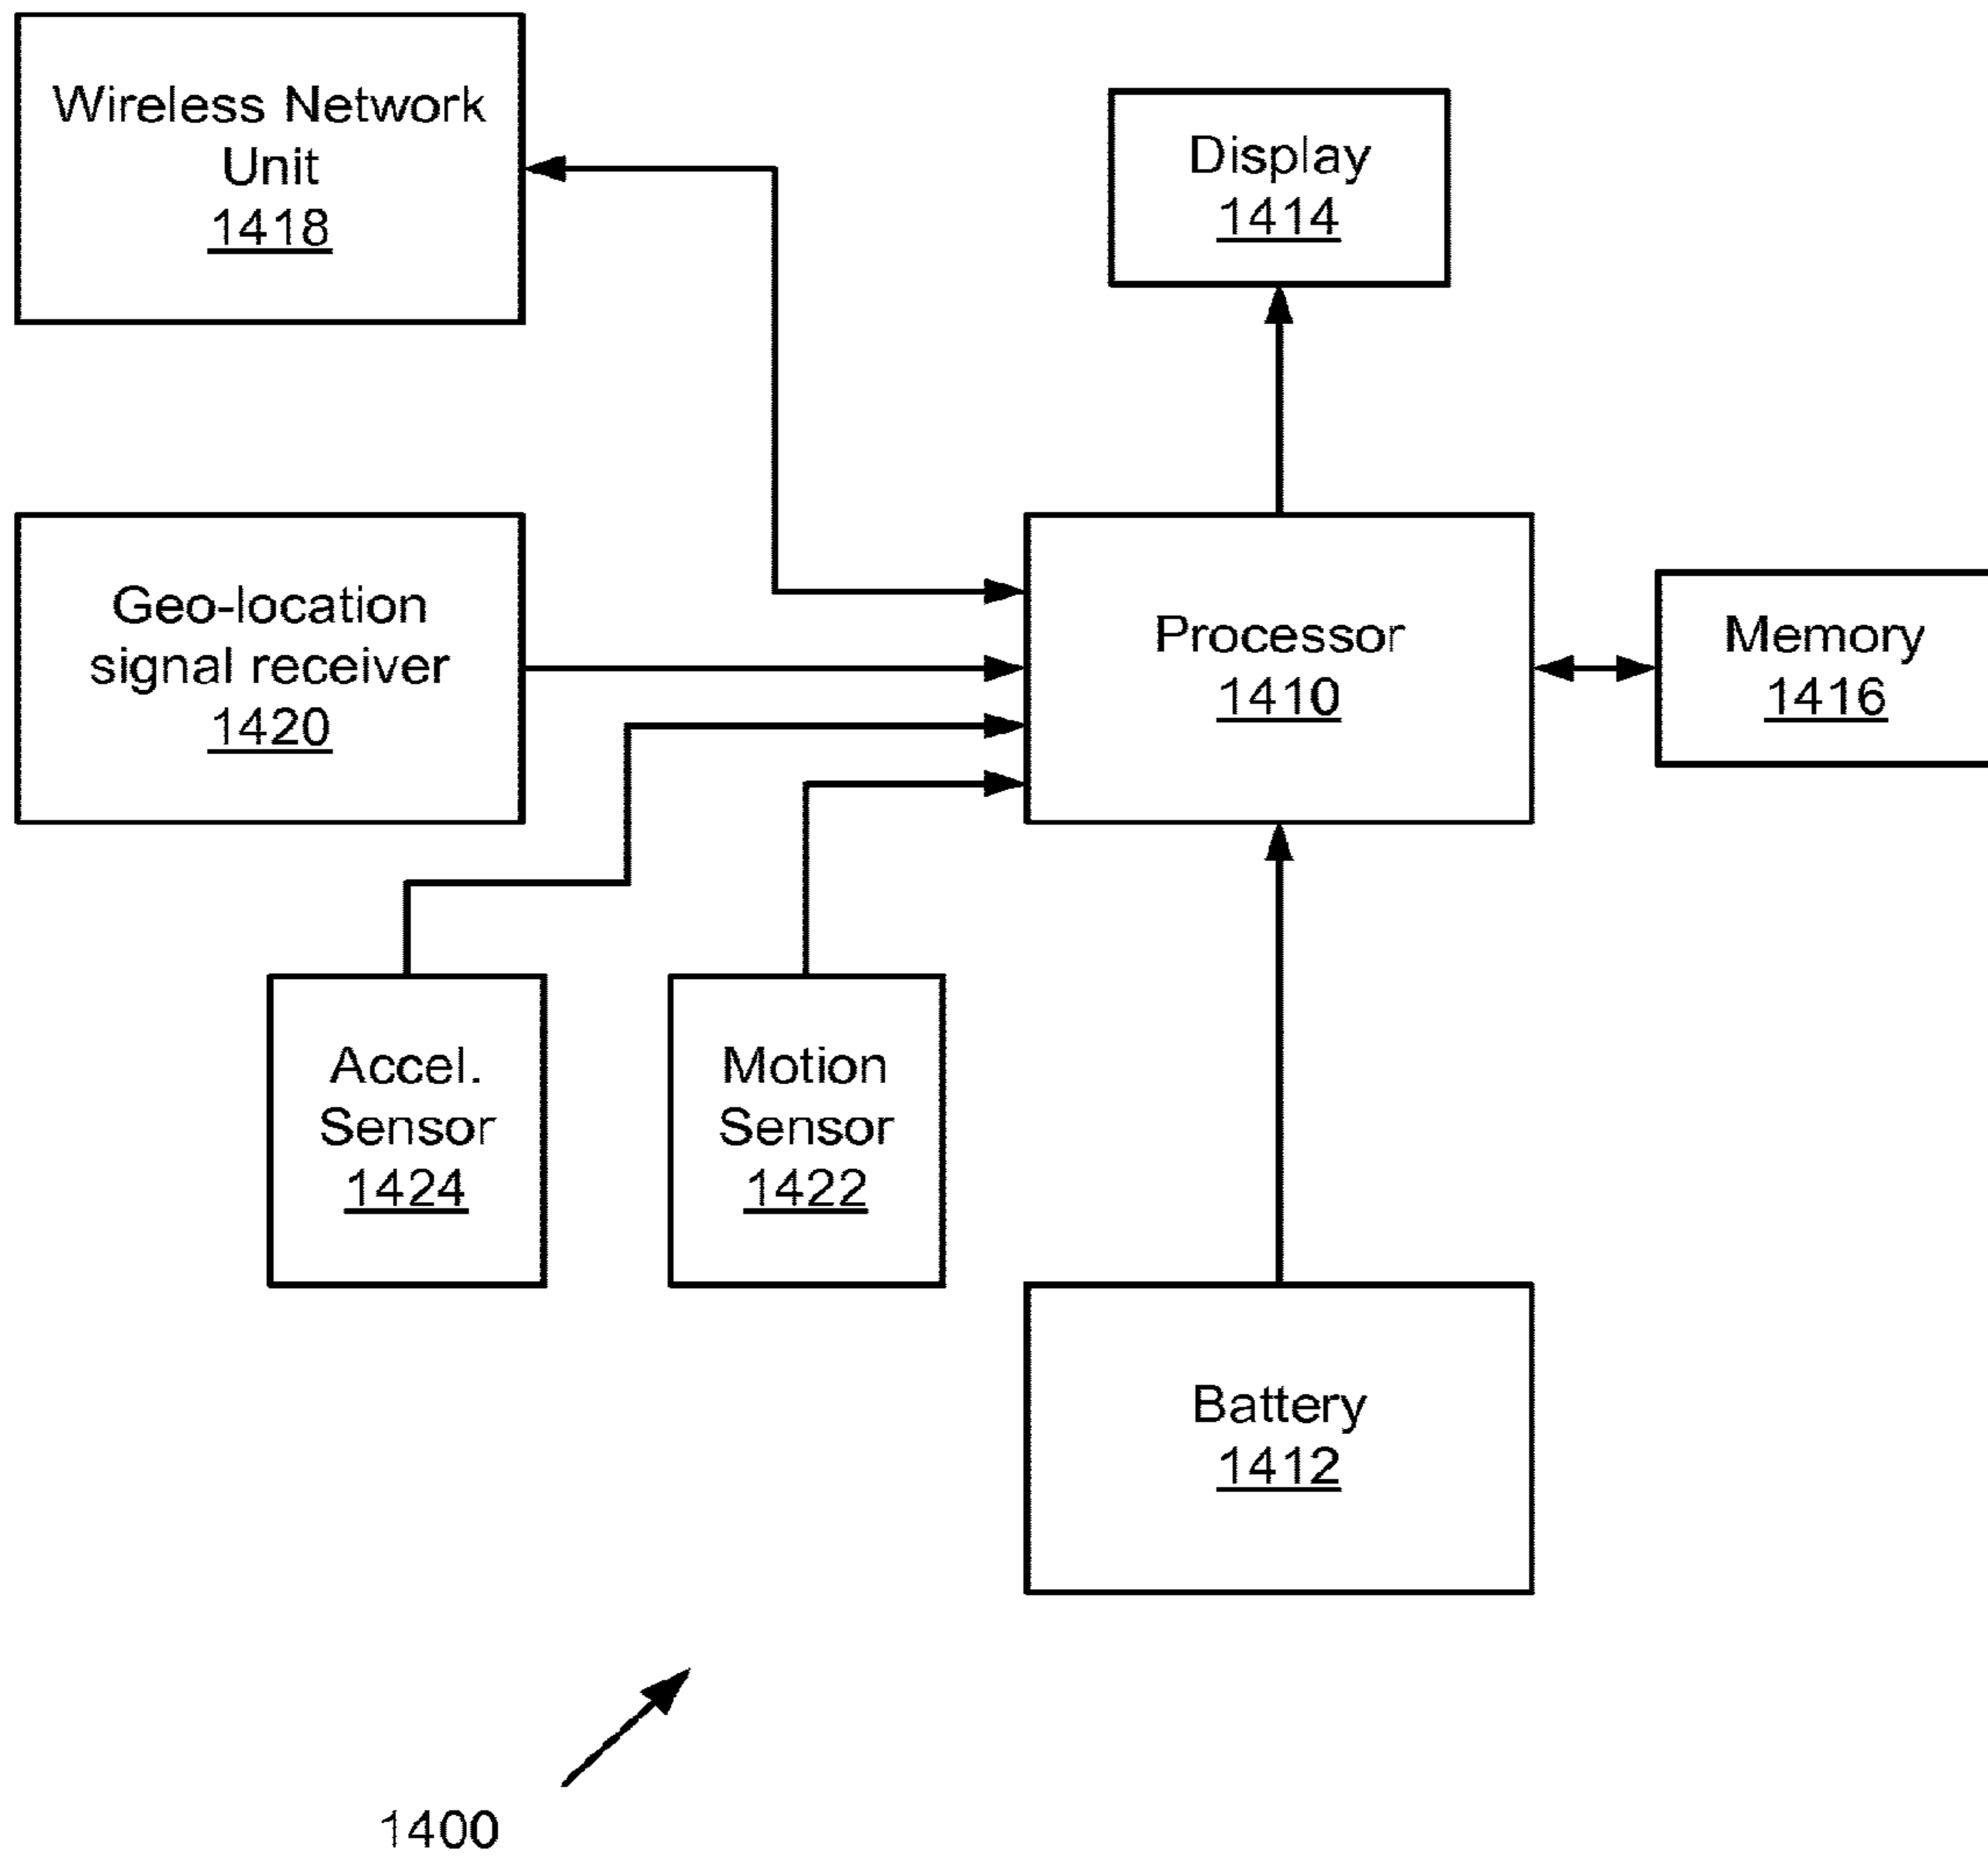 Wireless Network
Unit
1418
Display
1414
Geo-location
signal receiver
1420
Processor
1410
Memory
1416
Accel.
Sensor
1424
Motion
Sensor
1422
Battery
1412
1400